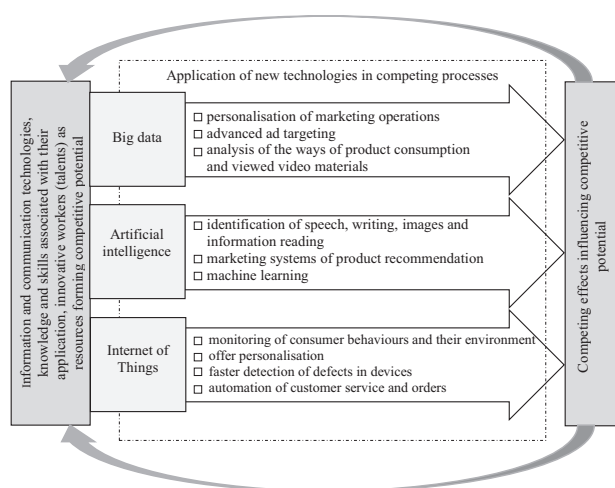 Application of new technologies in competing processes
Information and communication technologies,
knowledge and skills associated with their
application, innovative workers (talents) as
resources forming competitive potential
Big data
□ personalisation of marketing operations
□ advanced ad targeting
□ analysis of the ways of product consumption
and viewed video materials
Artificial
intelligence
□ identification of speech, writing, images and
information reading
□ marketing systems of product recommendation
□ machine learning
Internet of
Things
□ monitoring of consumer behaviours and their environment
□ offer personalisation
□ faster detection of defects in devices
□ automation of customer service and orders
Competing effects influencing competitive
potential